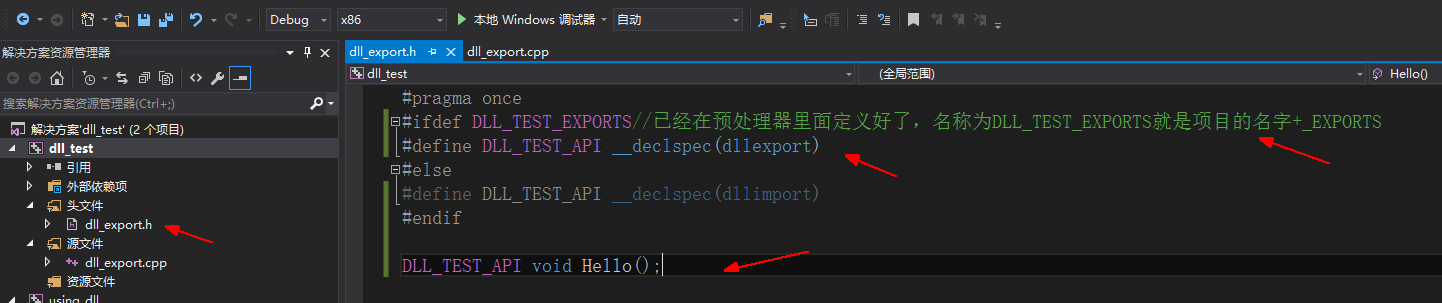 Debug x86 本地 Windows 调试器 自动
解决方案资源管理器
dll_export.h dll_export.cpp
dll_test (全局范围) Hello()
搜索解决方案资源管理器(Ctrl+;)
解决方案'dll_test' (2 个项目)
dll_test
引用
外部依赖项
头文件
dll_export.h
源文件
dll_export.cpp
资源文件
using_dll
#pragma once
#ifdef DLL_TEST_EXPORTS//已经在预处理器里面定义好了，名称为DLL_TEST_EXPORTS就是项目的名字+_EXPORTS
#define DLL_TEST_API __declspec(dllexport)
#else
#define DLL_TEST_API __declspec(dllimport)
#endif
DLL_TEST_API void Hello();